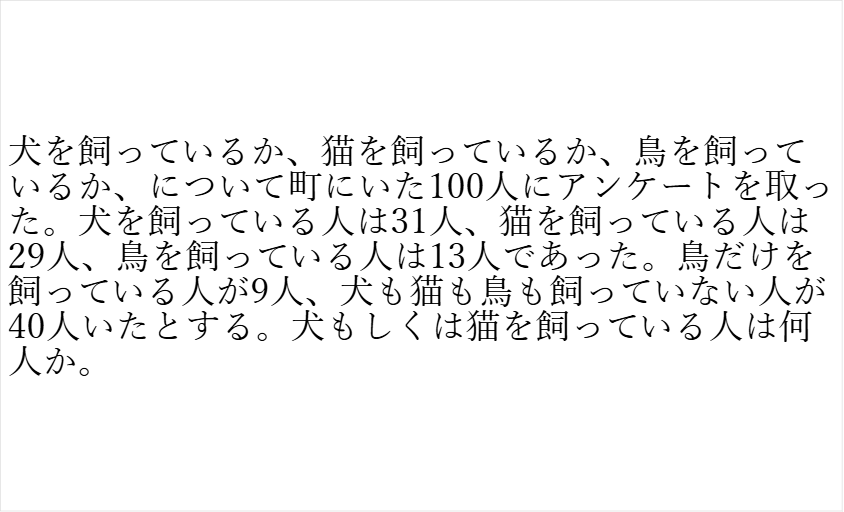 犬を飼っているか、猫を飼っているか、鳥を飼って
いるか、について町にいた100人にアンケートを取っ
た。犬を飼っている人は31人、猫を飼っている人は
29人、鳥を飼っている人は13人であった。鳥だけを
飼っている人が9人、犬も猫も鳥も飼っていない人が
40人いたとする。犬もしくは猫を飼っている人は何
人か。